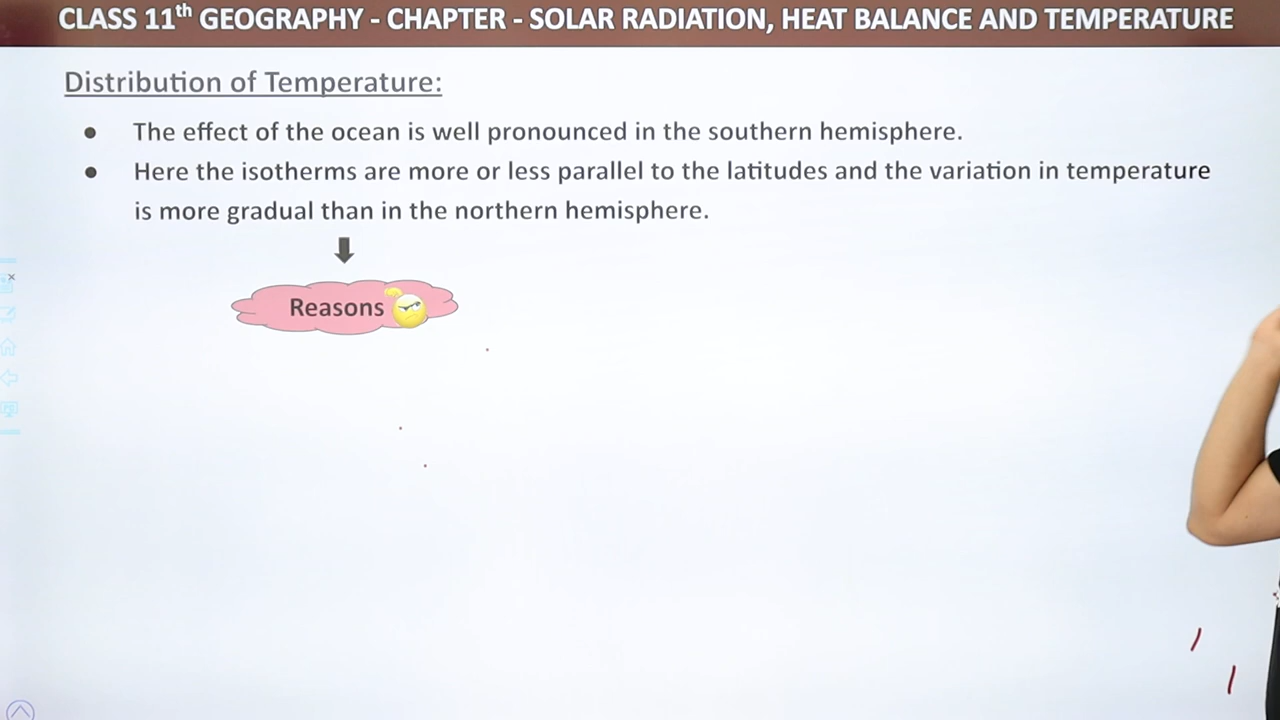 CLASS 11th GEOGRAPHY - CHAPTER - SOLAR RADIATION, HEAT BALANCE AND TEMPERATURE
Distribution of Temperature:
● The effect of the ocean is well pronounced in the southern hemisphere.
● Here the isotherms are more or less parallel to the latitudes and the variation in temperature
is more gradual than in the northern hemisphere.
Reasons